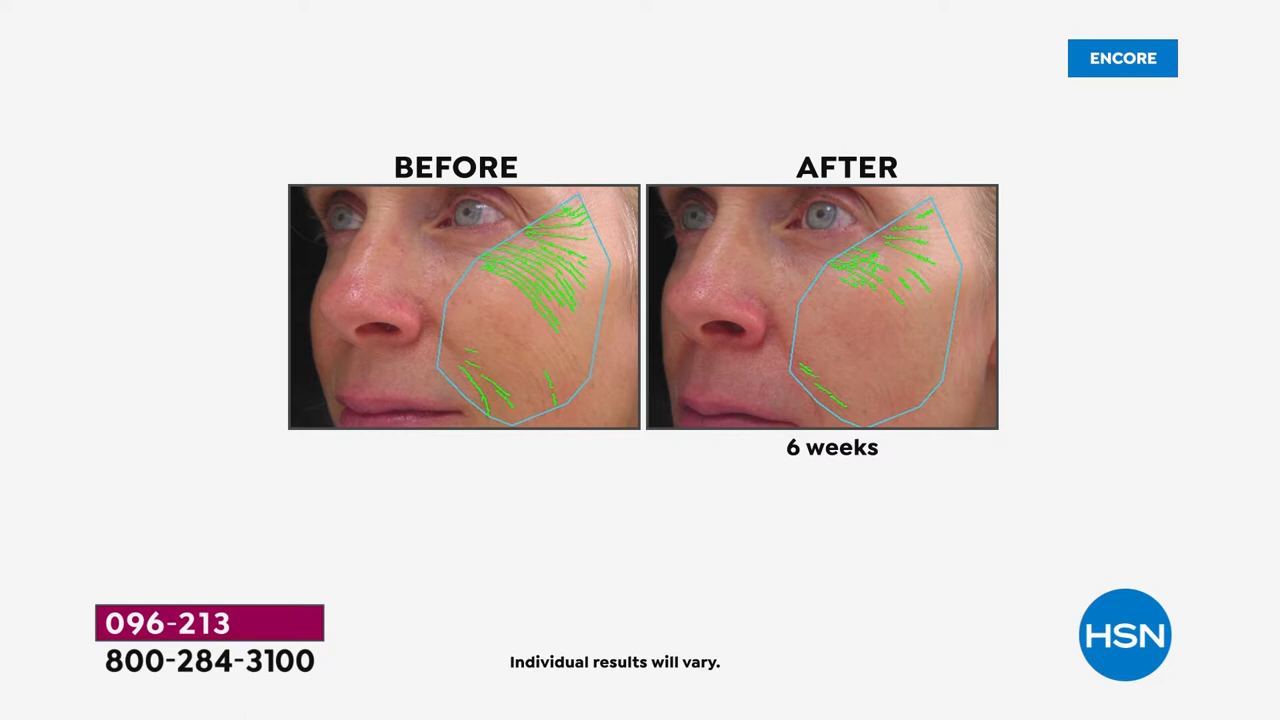 ENCORE
BEFORE
AFTER
6 weeks
096-213
800-284-3100
Individual results will vary.
HSN